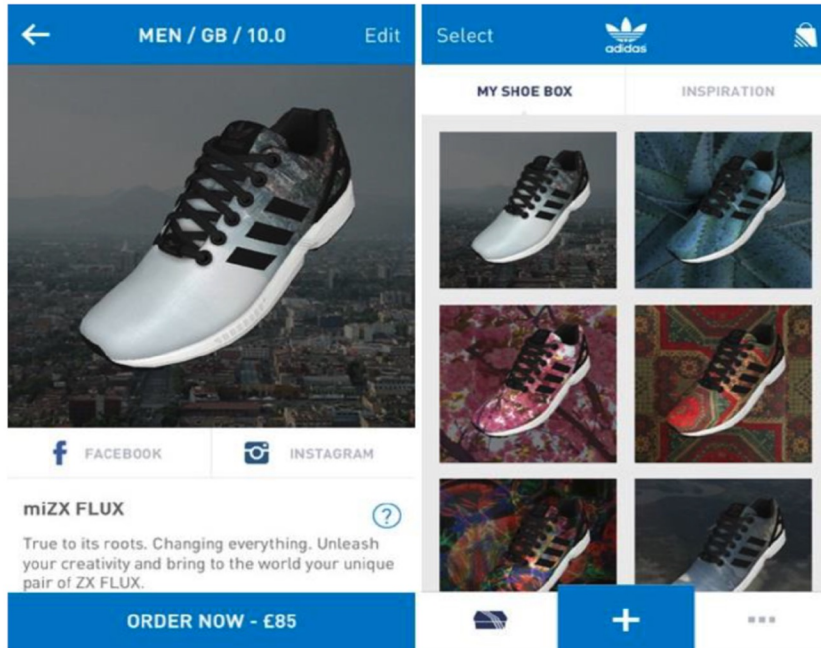 MEN / GB / 10.0
Edit
FACEBOOK
INSTAGRAM
miZX FLUX
?
True to its roots. Changing everything. Unleash
your creativity and bring to the world your unique
pair of ZX FLUX.
ORDER NOW - £85
Select
adidas
MY SHOE BOX
INSPIRATION